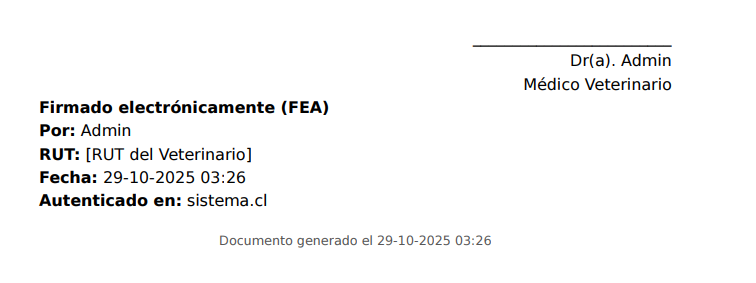 Dr(a). Admin
Médico Veterinario
Firmado electrónicamente (FEA)
Por: Admin
RUT: [RUT del Veterinario]
Fecha: 29-10-2025 03:26
Autenticado en: sistema.cl
Documento generado el 29-10-2025 03:26